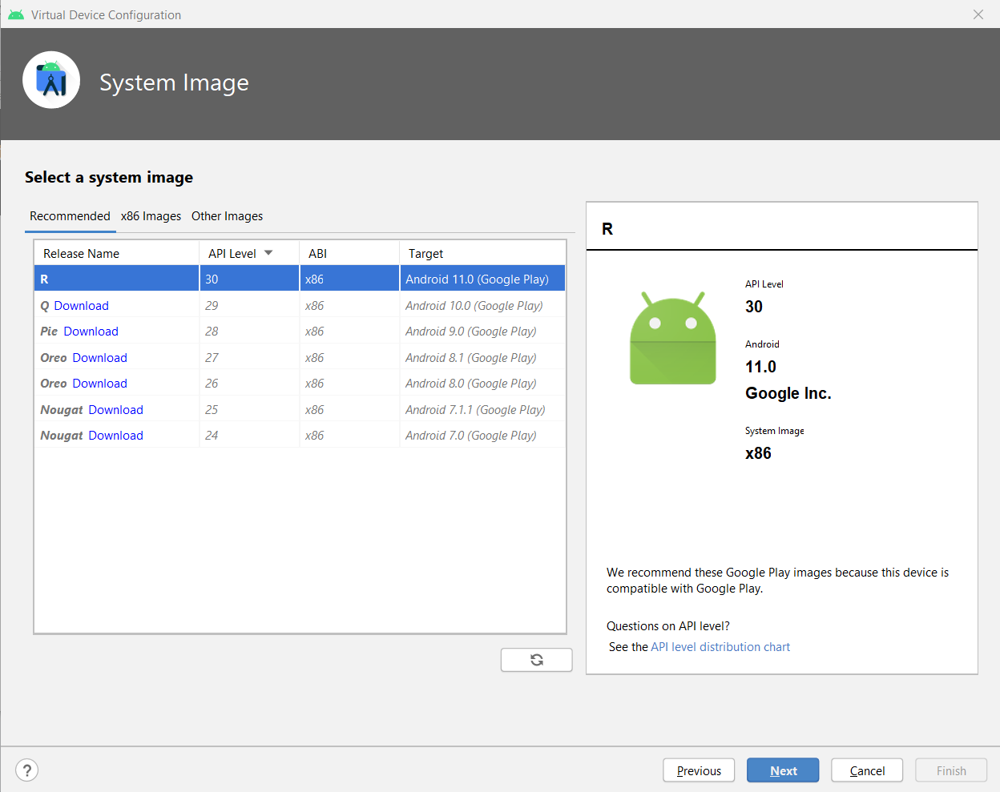 Virtual Device Configuration
System Image
Select a system image
Recommended x86 Images Other Images
Release Name API Level ABI Target
R 30 x86 Android 11.0 (Google Play)
Q Download 29 x86 Android 10.0 (Google Play)
Pie Download 28 x86 Android 9.0 (Google Play)
Oreo Download 27 x86 Android 8.1 (Google Play)
Oreo Download 26 x86 Android 8.0 (Google Play)
Nougat Download 25 x86 Android 7.1.1 (Google Play)
Nougat Download 24 x86 Android 7.0 (Google Play)
R
API Level
30
Android
11.0
Google Inc.
System Image
x86
We recommend these Google Play images because this device is
compatible with Google Play.
Questions on API level?
See the API level distribution chart
?
Previous Next Cancel Finish